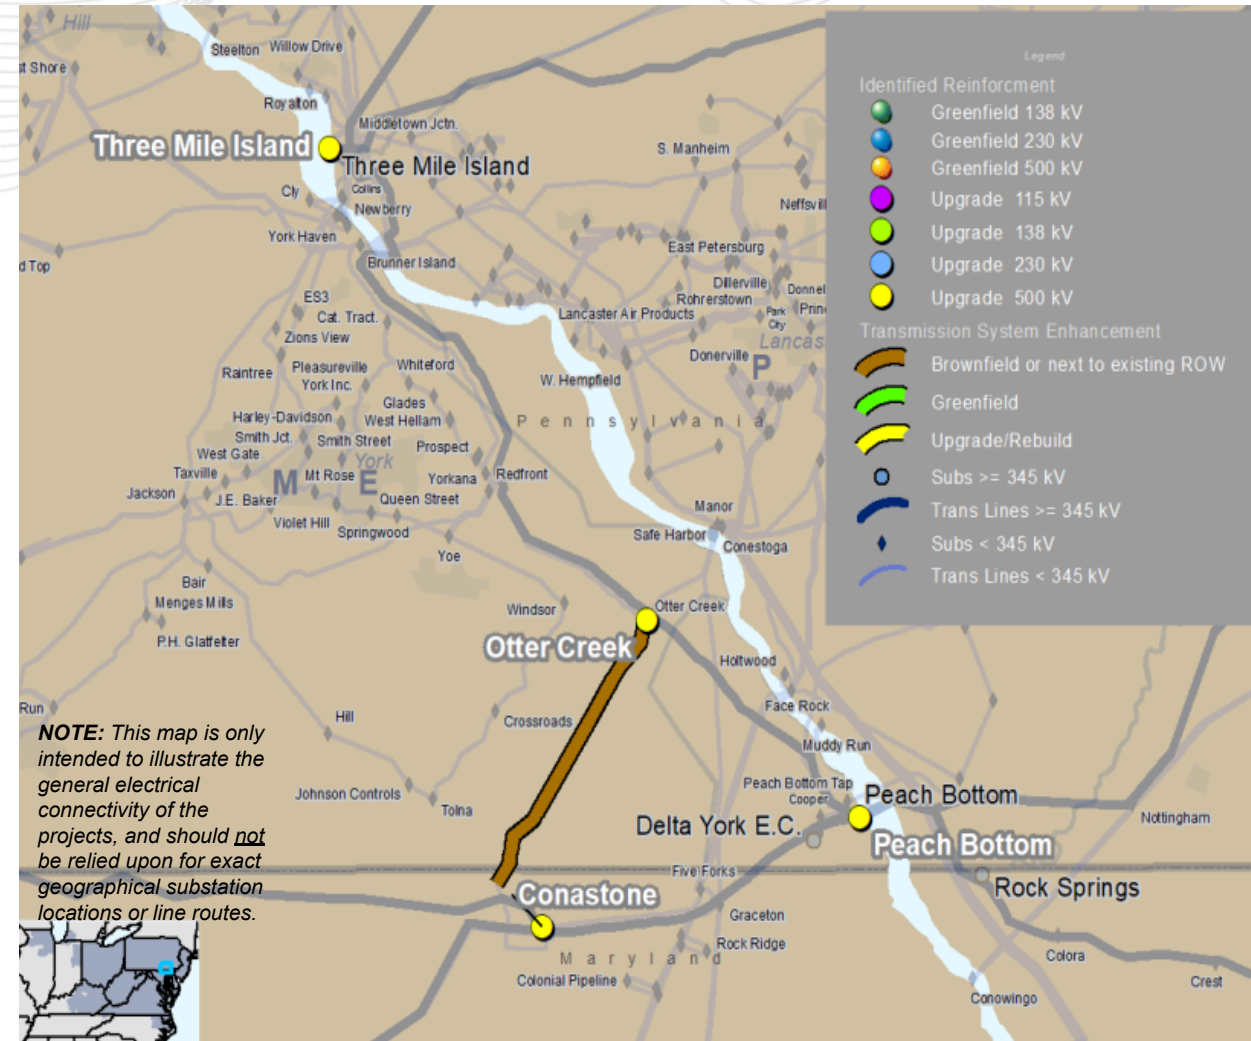 Hill
Steelton
Willow Drive
st Shore
Royalton
Middletown Jctn.
Three Mile Island
Three Mile Island
S. Manheim
Cly
Collins
Newberry
Neffsvill
York Haven
East Petersburg
d Top
Brunner Island
Dillerville
Donnel
ES3
Rohrerstown
Cat. Tract.
Lancaster Air Products
Park
City
Prin
Zions View
Lancas
Donerville
P
Pleasureville
Whiteford
Raintree
York Inc.
W. Hempfield
Glades
Harley-Davidson
West Hellam
Pennsylvania
Smith Jct.
Smith Street
Prospect
West Gate
York
Taxville
Mt Rose
M E
Yorkana
Redfront
Jackson
J.E. Baker
Queen Street
Violet Hill
Springwood
Manor
Safe Harbor
Conestoga
Yoe
Bair
Menges Mills
Windsor
Otter Creek
P.H. Glatfelter
Otter Creek
Holtwood
Run
Hill
Crossroads
Face Rock
Muddy Run
Johnson Controls
Tolna
Peach Bottom Tap
Cooper
Peach Bottom
Nottingham
Delta York E.C.
Peach Bottom
Five Forks
Rock Springs
Conastone
Graceton
Rock Ridge
Maryland
Colora
Colonial Pipeline
Crest
Conowingo
NOTE: This map is only
intended to illustrate the
general electrical
connectivity of the
projects, and should not
be relied upon for exact
geographical substation
locations or line routes.
Legend
Identified Reinforcment
Greenfield 138 kV
Greenfield 230 kV
Greenfield 500 kV
Upgrade 115 kV
Upgrade 138 kV
Upgrade 230 kV
Upgrade 500 kV
Transmission System Enhancement
Brownfield or next to existing ROW
Greenfield
Upgrade/Rebuild
Subs >= 345 kV
Trans Lines >= 345 kV
Subs < 345 kV
Trans Lines < 345 kV